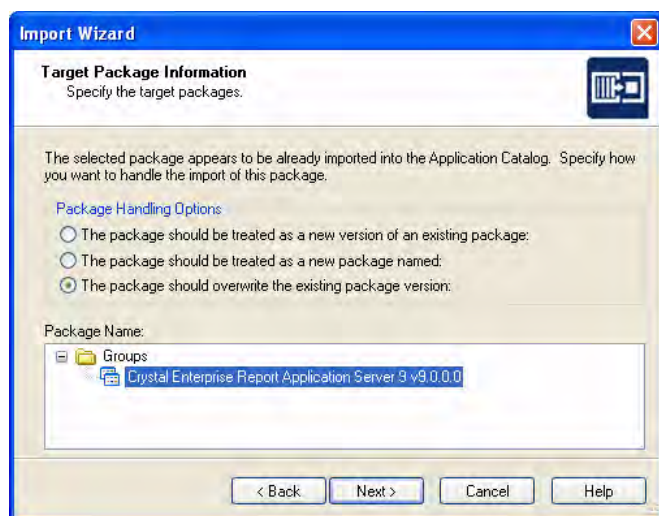 Import Wizard
Target Package Information
Specify the target packages.
The selected package appears to be already imported into the Application Catalog. Specify how
you want to handle the import of this package.
Package Handling Options
The package should be treated as a new version of an existing package:
The package should be treated as a new package named:
The package should overwrite the existing package version:
Package Name:
Groups
Crystal Enterprise Report Application Server 9 v9.0.0.0
< Back
Next >
Cancel
Help